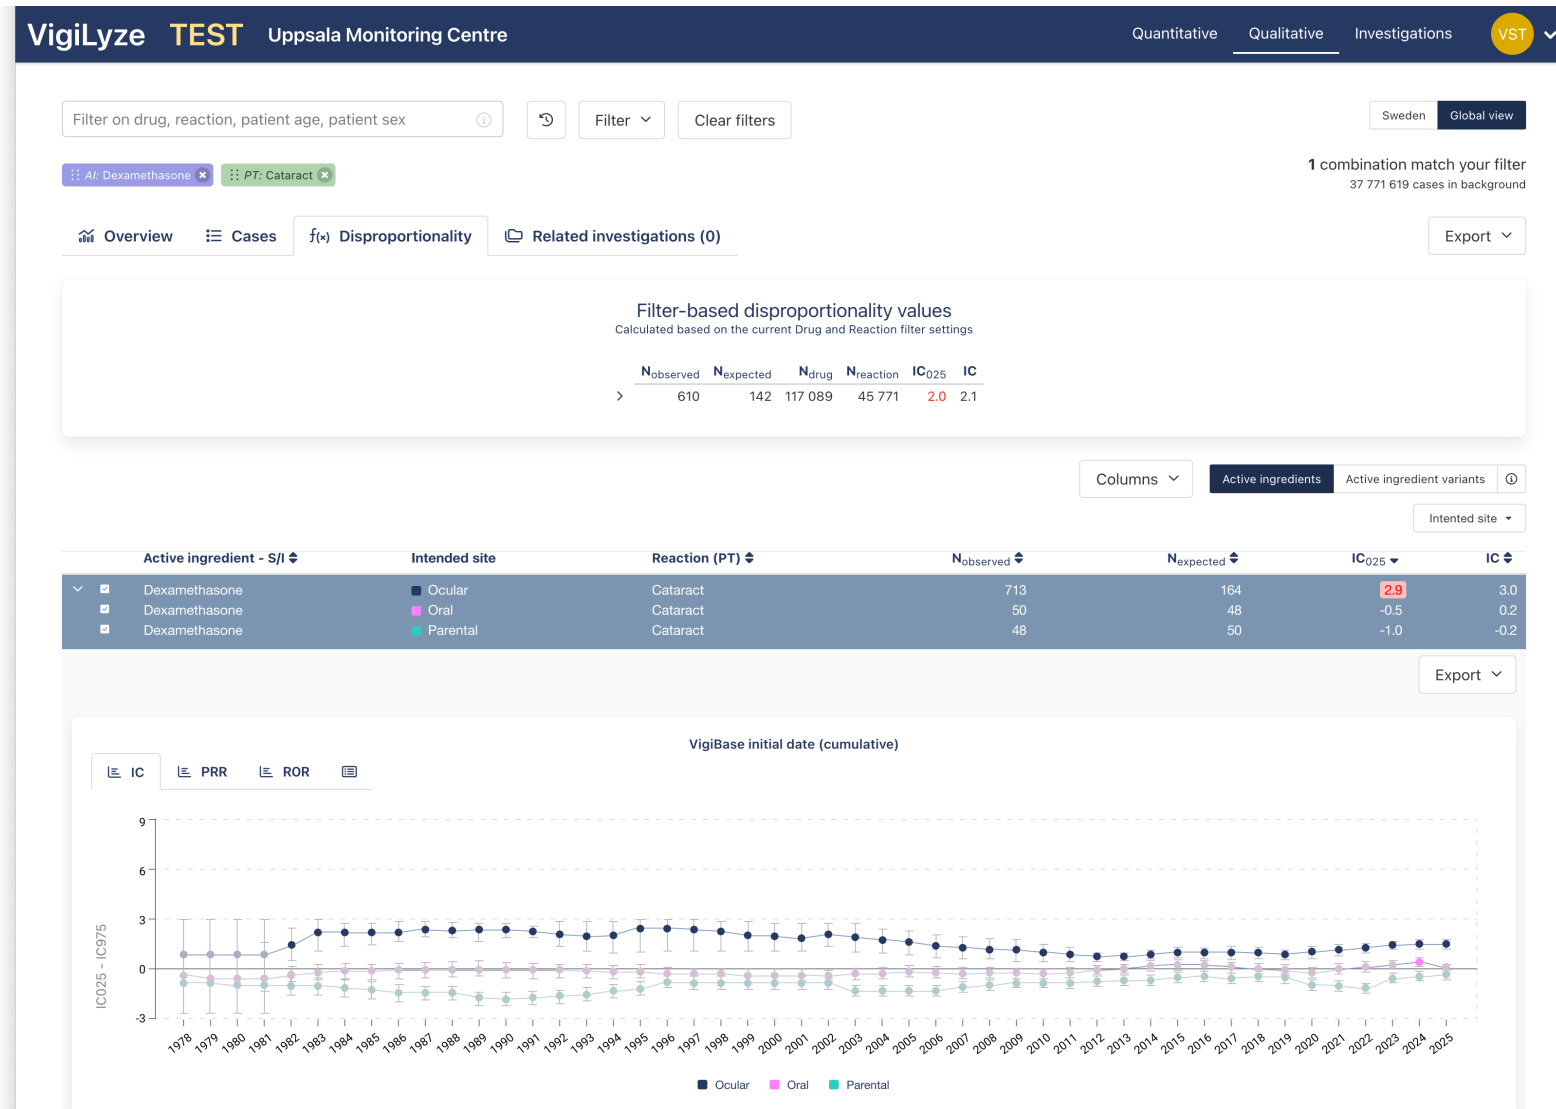 VigiLyze TEST Uppsala Monitoring Centre
Quantitative Qualitative Investigations VST
Filter on drug, reaction, patient age, patient sex
Filter Clear filters
Sweden Global view
AI: Dexamethasone PT: Cataract
1 combination match your filter
37 771 619 cases in background
Overview Cases f(x) Disproportionality Related investigations (0)
Export
Filter-based disproportionality values
Calculated based on the current Drug and Reaction filter settings
Nobserved Nexpected Ndrug Nreaction IC025 IC
610 142 117 089 45 771 2.0 2.1
Columns Active ingredients Active ingredient variants
Intented site
Active ingredient - S/I Intended site Reaction (PT) Nobserved Nexpected IC025 IC
Dexamethasone Ocular Cataract 713 164 2.9 3.0
Dexamethasone Oral Cataract 50 48 -0.5 0.2
Dexamethasone Parental Cataract 48 50 -1.0 -0.2
Export
VigiBase initial date (cumulative)
IC PRR ROR
IC025 - IC975
9
6
3
0
-3
1978 1979 1980 1981 1982 1983 1984 1985 1986 1987 1988 1989 1990 1991 1992 1993 1994 1995 1996 1997 1998 1999 2000 2001 2002 2003 2004 2005 2006 2007 2008 2009 2010 2011 2012 2013 2014 2015 2016 2017 2018 2019 2020 2021 2022 2023 2024 2025
Ocular Oral Parental